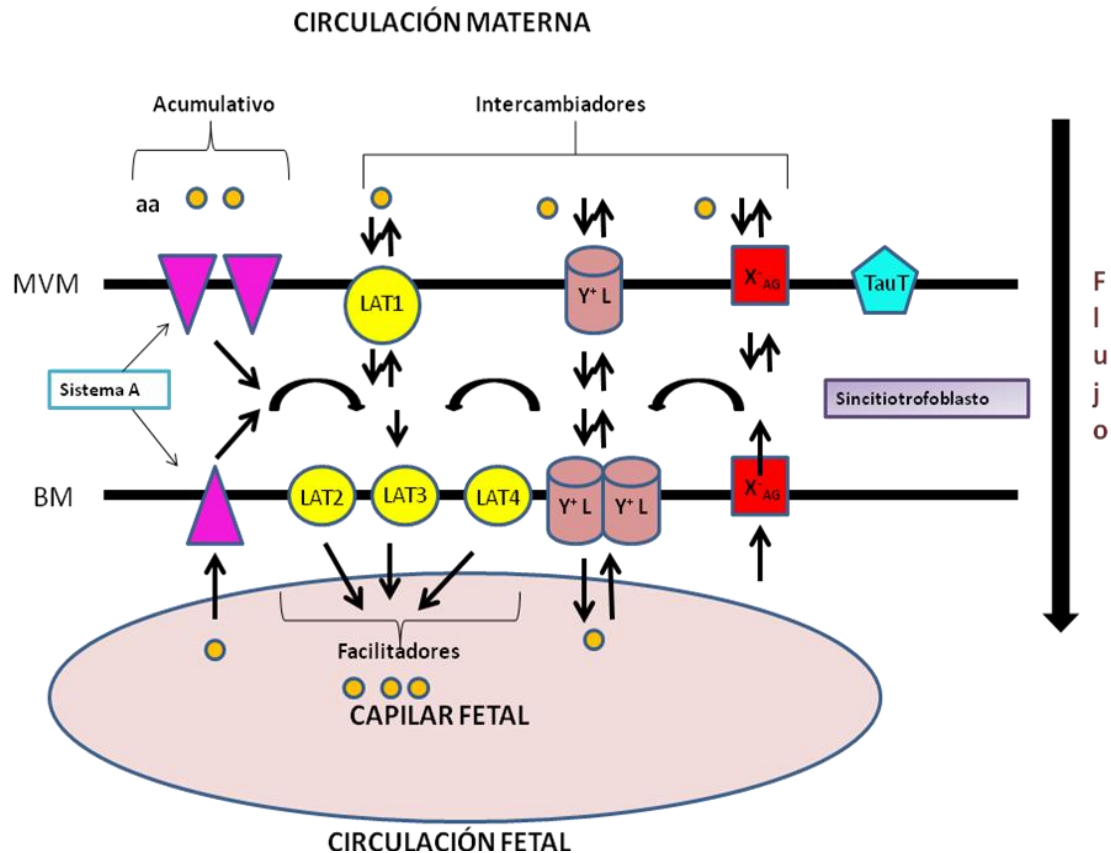 CIRCULACIÓN MATERNA
Acumulativo
Intercambiadores
aa
MVM
LAT1
Y⁺ L
X⁻AG
TauT
Sistema A
Sincitiotrofoblasto
Flujo
BM
LAT2
LAT3
LAT4
Y⁺ L
Y⁺ L
X⁻AG
Facilitadores
CAPILAR FETAL
CIRCULACIÓN FETAL